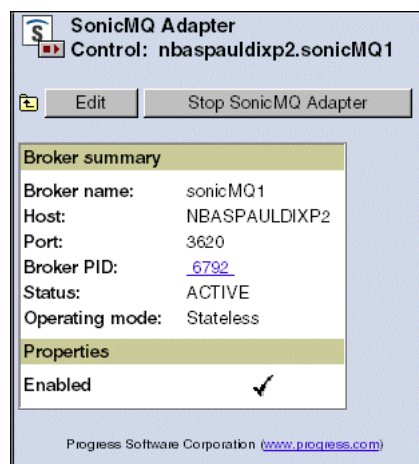 SonicMQ Adapter
Control: nbaspauldixp2.sonicMQ1
Edit Stop SonicMQ Adapter
Broker summary
Broker name: sonicMQ1
Host: NBASPAULDIXP2
Port: 3620
Broker PID: 6792
Status: ACTIVE
Operating mode: Stateless
Properties
Enabled
Progress Software Corporation (www.progress.com)